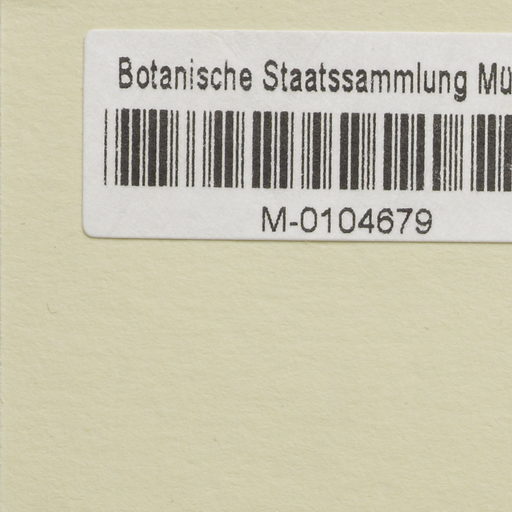 Botanische Staatssammlung Mü
M-0104679